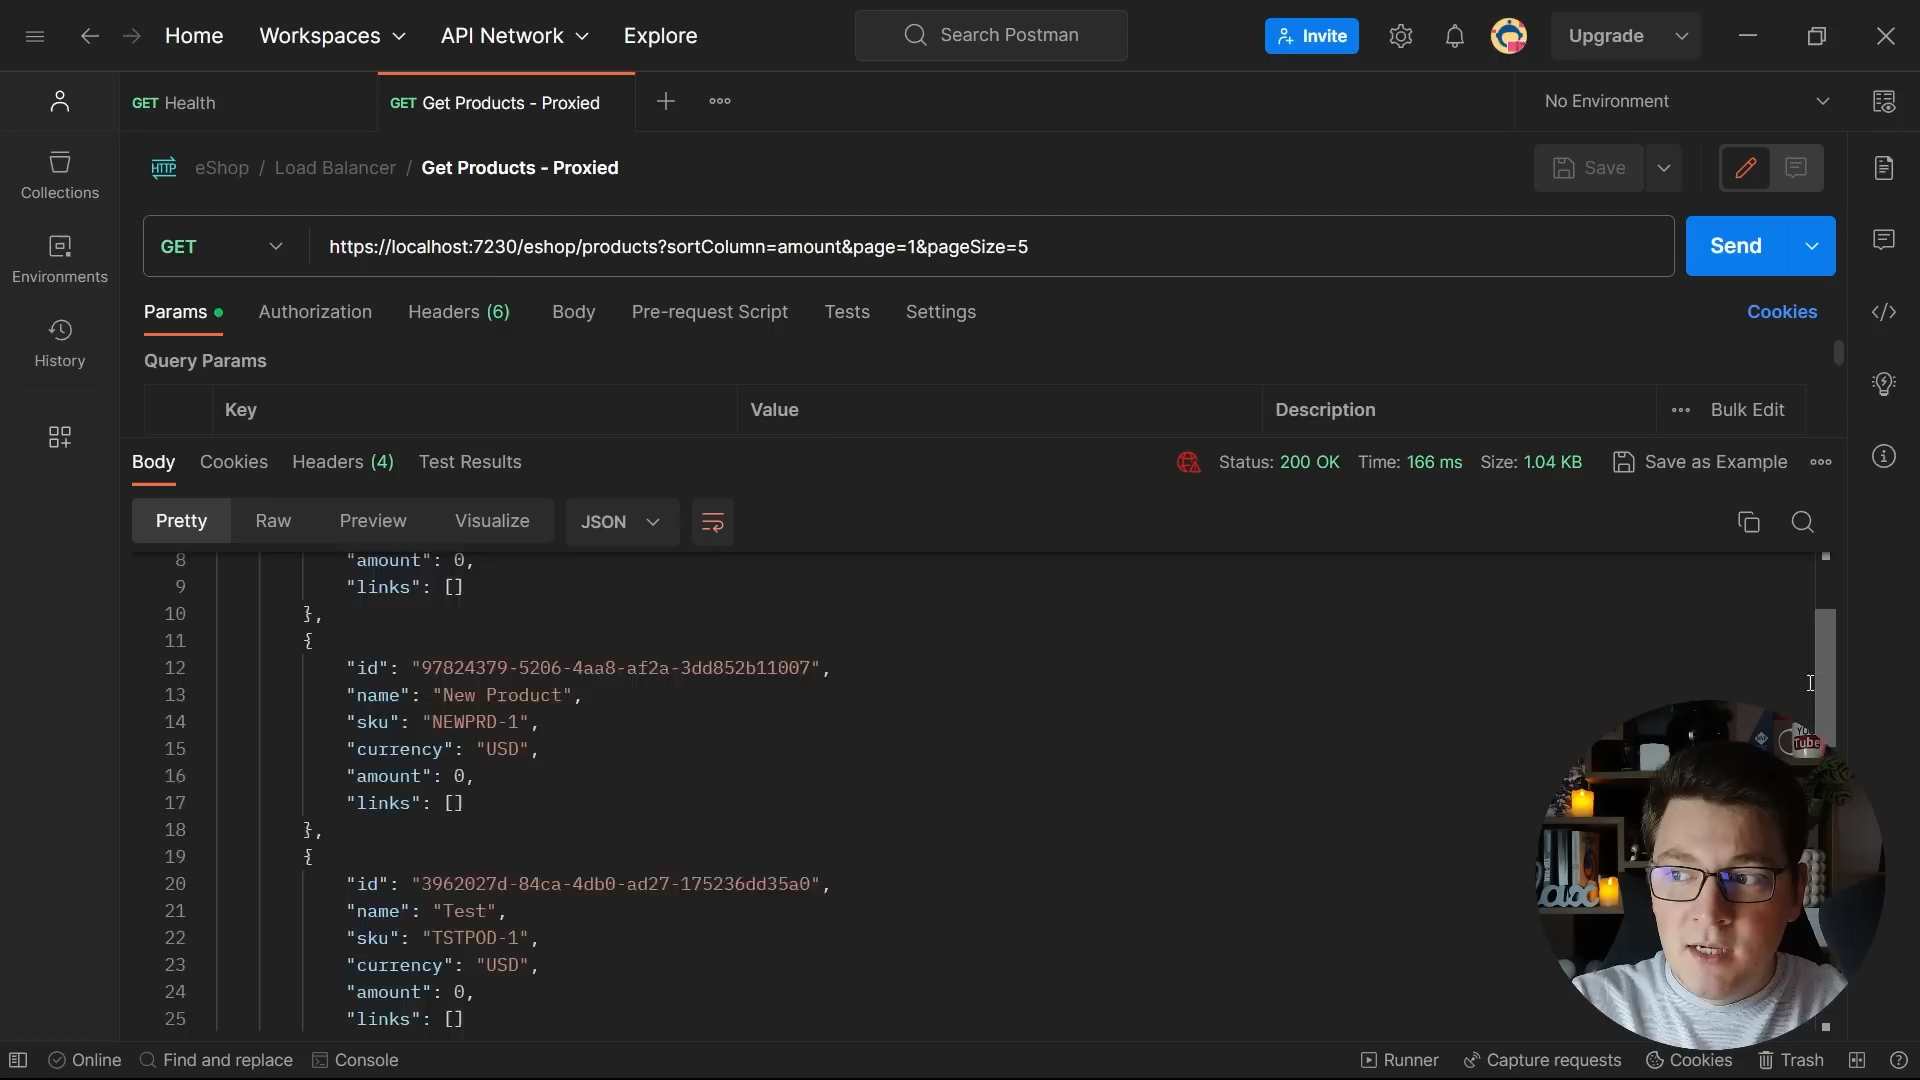 Home
Workspaces
API Network
Explore
Search Postman
Invite
Upgrade
GET Health
GET Get Products - Proxied
No Environment
HTTP
eShop / Load Balancer / Get Products - Proxied
Save
Collections
Environments
History
GET
https://localhost:7230/eshop/products?sortColumn=amount&page=1&pageSize=5
Send
Params
Authorization
Headers (6)
Body
Pre-request Script
Tests
Settings
Cookies
Query Params
Key
Value
Description
Bulk Edit
Body
Cookies
Headers (4)
Test Results
Status: 200 OK
Time: 166 ms
Size: 1.04 KB
Save as Example
Pretty
Raw
Preview
Visualize
JSON
8 "amount": 0,
9 "links": []
10 },
11 {
12 "id": "97824379-5206-4aa8-af2a-3dd852b11007",
13 "name": "New Product",
14 "sku": "NEWPRD-1",
15 "currency": "USD",
16 "amount": 0,
17 "links": []
18 },
19 {
20 "id": "3962027d-84ca-4db0-ad27-175236dd35a0",
21 "name": "Test",
22 "sku": "TSTPOD-1",
23 "currency": "USD",
24 "amount": 0,
25 "links": []
You
Tube
Online
Find and replace
Console
Runner
Capture requests
Cookies
Trash